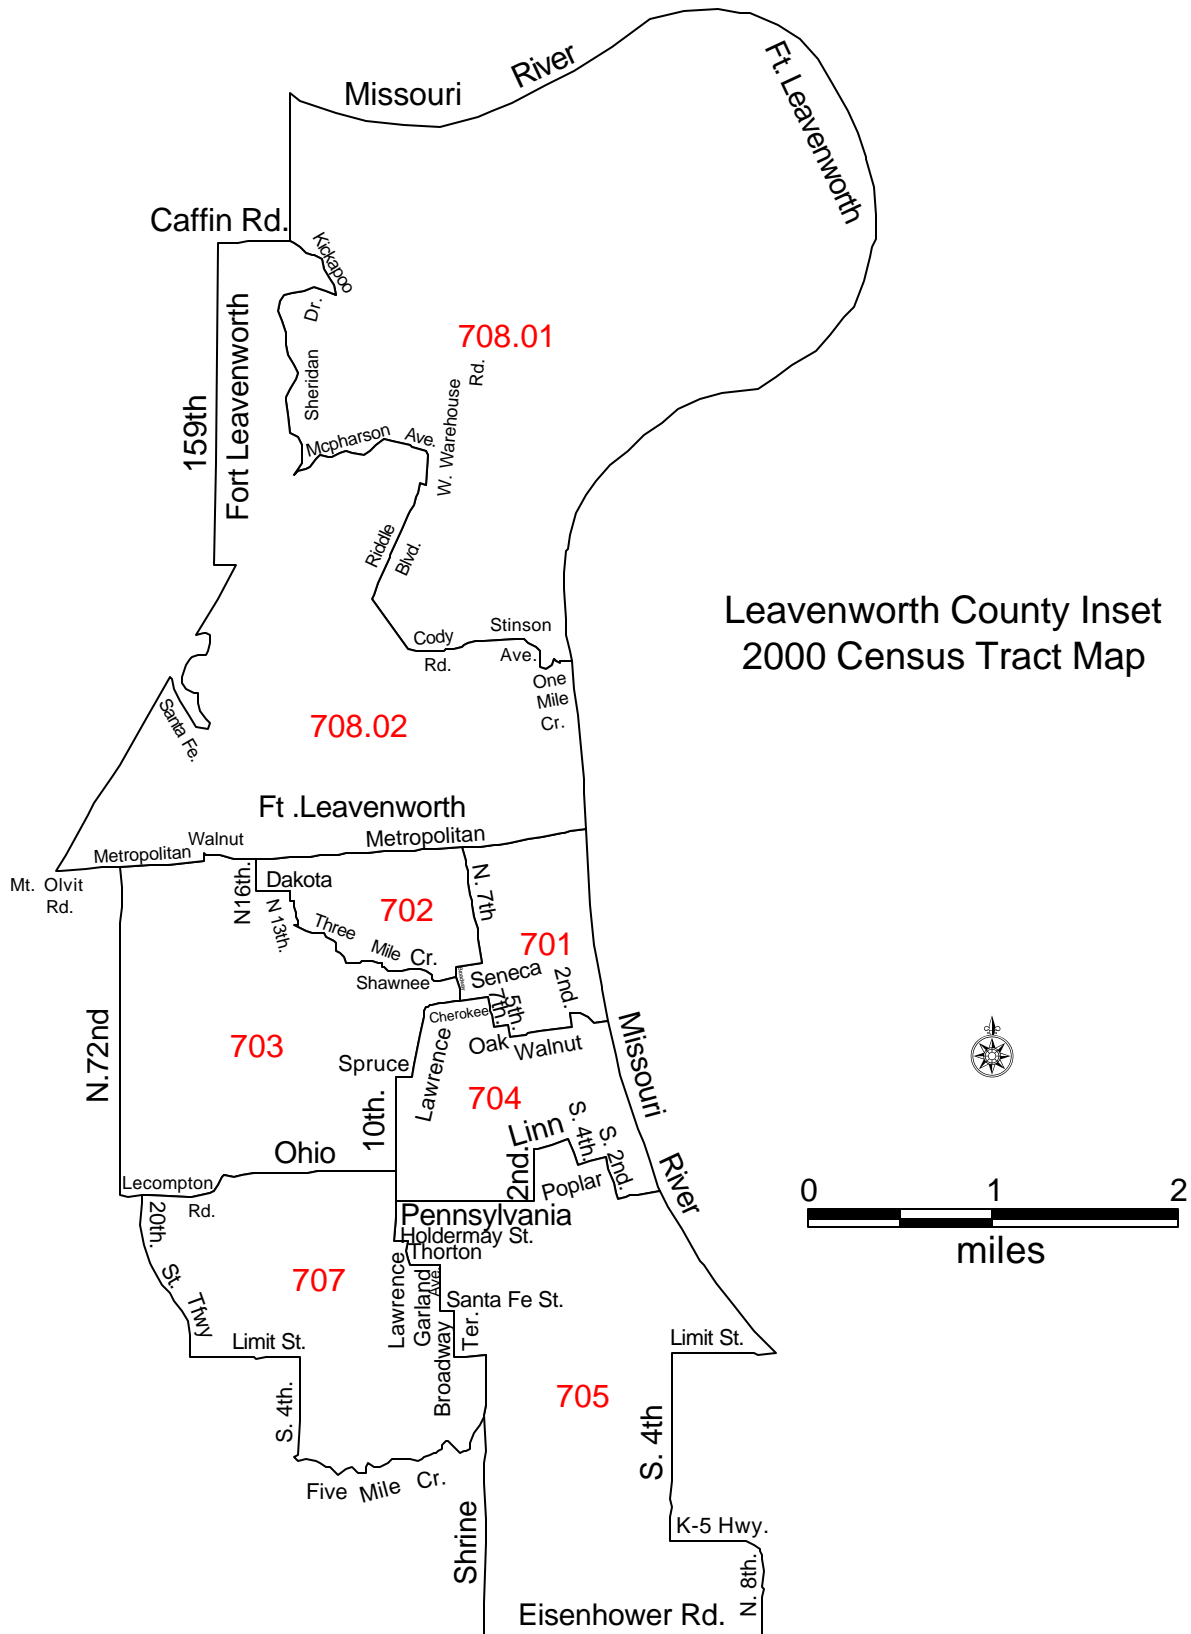 Missouri River
Ft. Leavenworth
Caffin Rd.
Kickapoo
Sheridan Dr.
159th
Fort Leavenworth
708.01
W. Warehouse Rd.
Mcpharson Ave.
Riddle Blvd.
Leavenworth County Inset
2000 Census Tract Map
Cody Rd.
Stinson Ave.
One
Mile
Cr.
Santa Fe.
708.02
Ft .Leavenworth
Metropolitan
Walnut
Metropolitan
Mt. Olvit
Rd.
N16th.
Dakota
N 13th.
702
N. 7th
701
Three Mile Cr.
Shawnee
Seneca
2nd.
Cherokee
7th.
5th.
Oak
Walnut
Missouri River
N.72nd
703
Spruce
Lawrence
704
10th.
Linn
S. 4th.
S. 2nd.
Ohio
2nd.
Poplar
Lecompton
Rd.
Pennsylvania
0 1 2
miles
20th.
St. Tfwy
Holdermay St.
Thorton
707
Lawrence
Garland
Ave.
Santa Fe St.
Limit St.
Broadway
Ter.
Limit St.
705
S. 4th.
S. 4th
Five Mile Cr.
Shrine
K-5 Hwy.
N. 8th.
Eisenhower Rd.